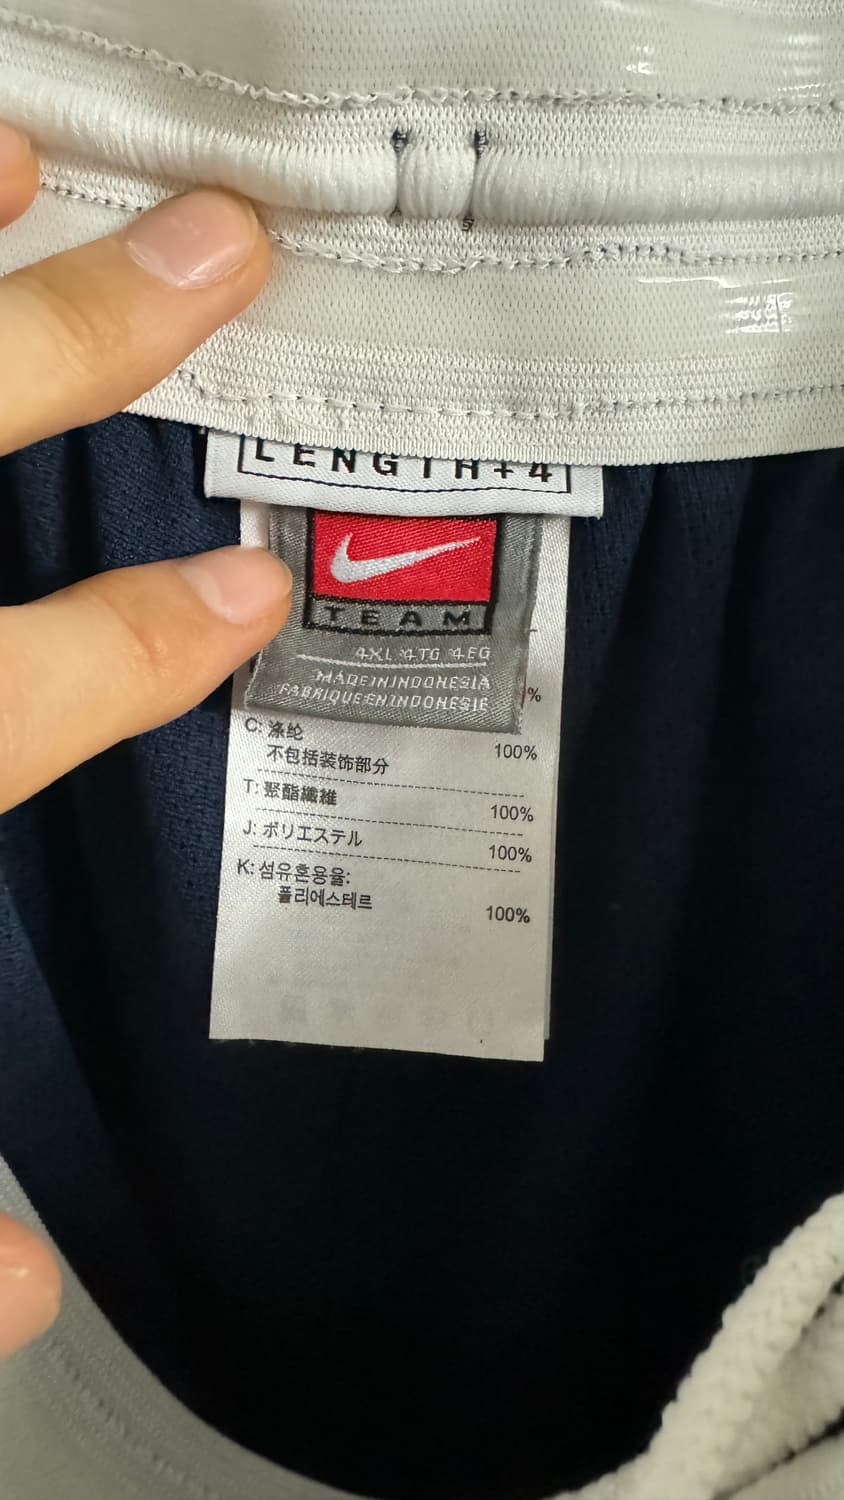 LENGTH+4
TEAM
4XL 4TG 4EG
MADE IN INDONESIA
FABRIQUE EN INDONESIE
%
C: 涤纶 100%
不包括装饰部分
T: 聚酯纖維 100%
J: ポリエステル 100%
K: 섬유혼용율:
폴리에스테르 100%